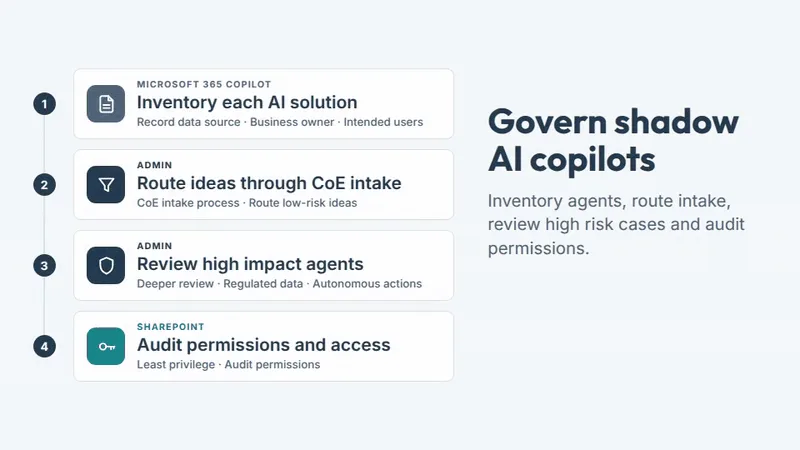 1
MICROSOFT 365 COPILOT
Inventory each AI solution
Record data source · Business owner · Intended users
2
ADMIN
Route ideas through CoE intake
CoE intake process · Route low-risk ideas
3
ADMIN
Review high impact agents
Deeper review · Regulated data · Autonomous actions
4
SHAREPOINT
Audit permissions and access
Least privilege · Audit permissions
Govern shadow
AI copilots
Inventory agents, route intake,
review high risk cases and audit
permissions.